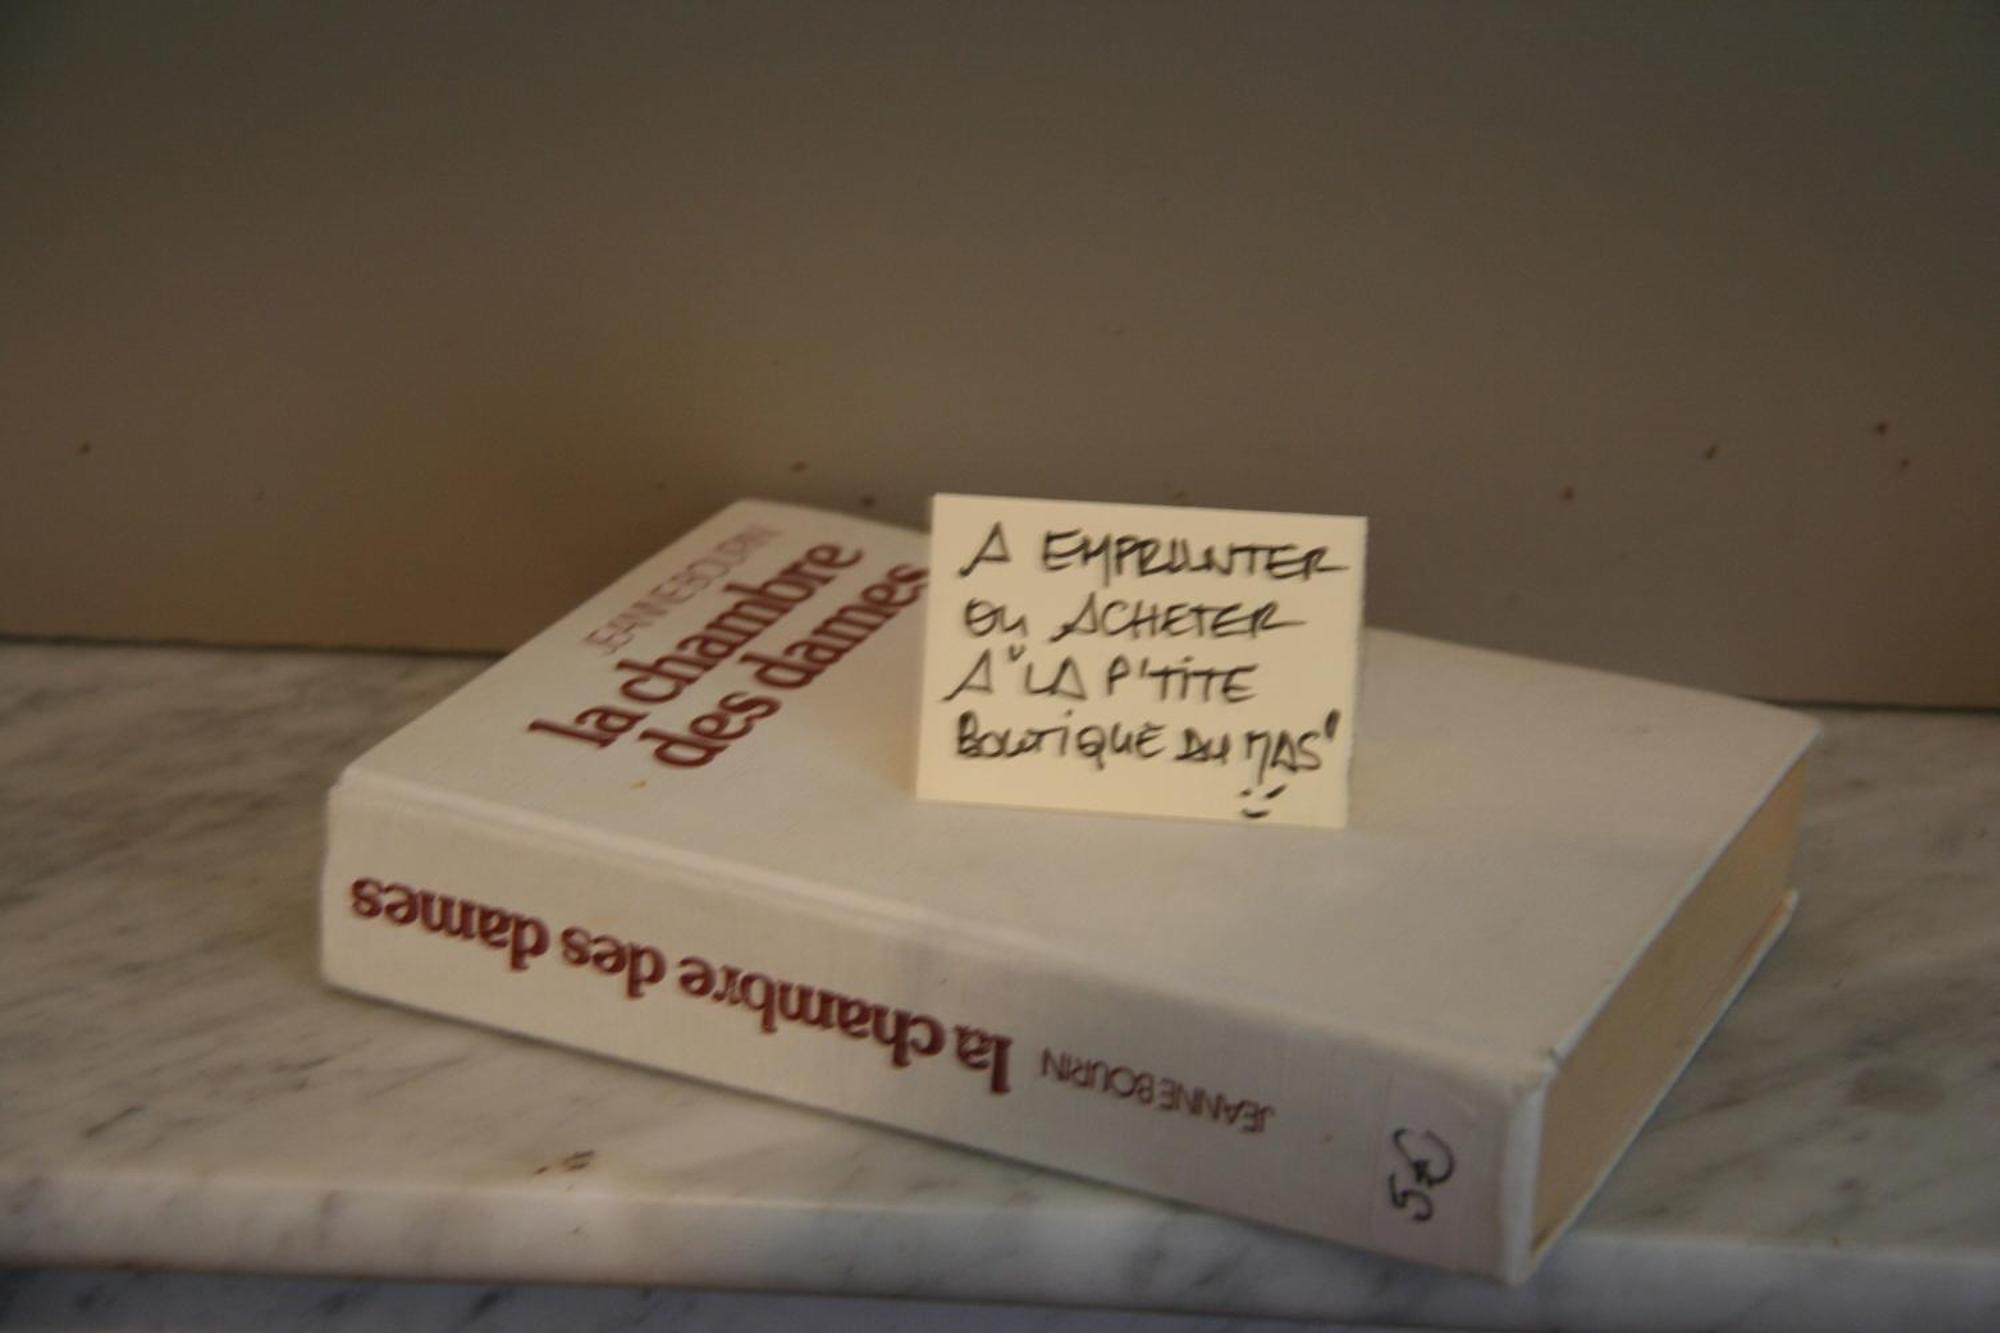 JEANNE BOURIN
la chambre
des dames
A EMPRUNTER
OU ACHETER
A "LA P'TITE
BOUTIQUE DU MAS"
la chambre des dames
JEANNE BOURIN
5€